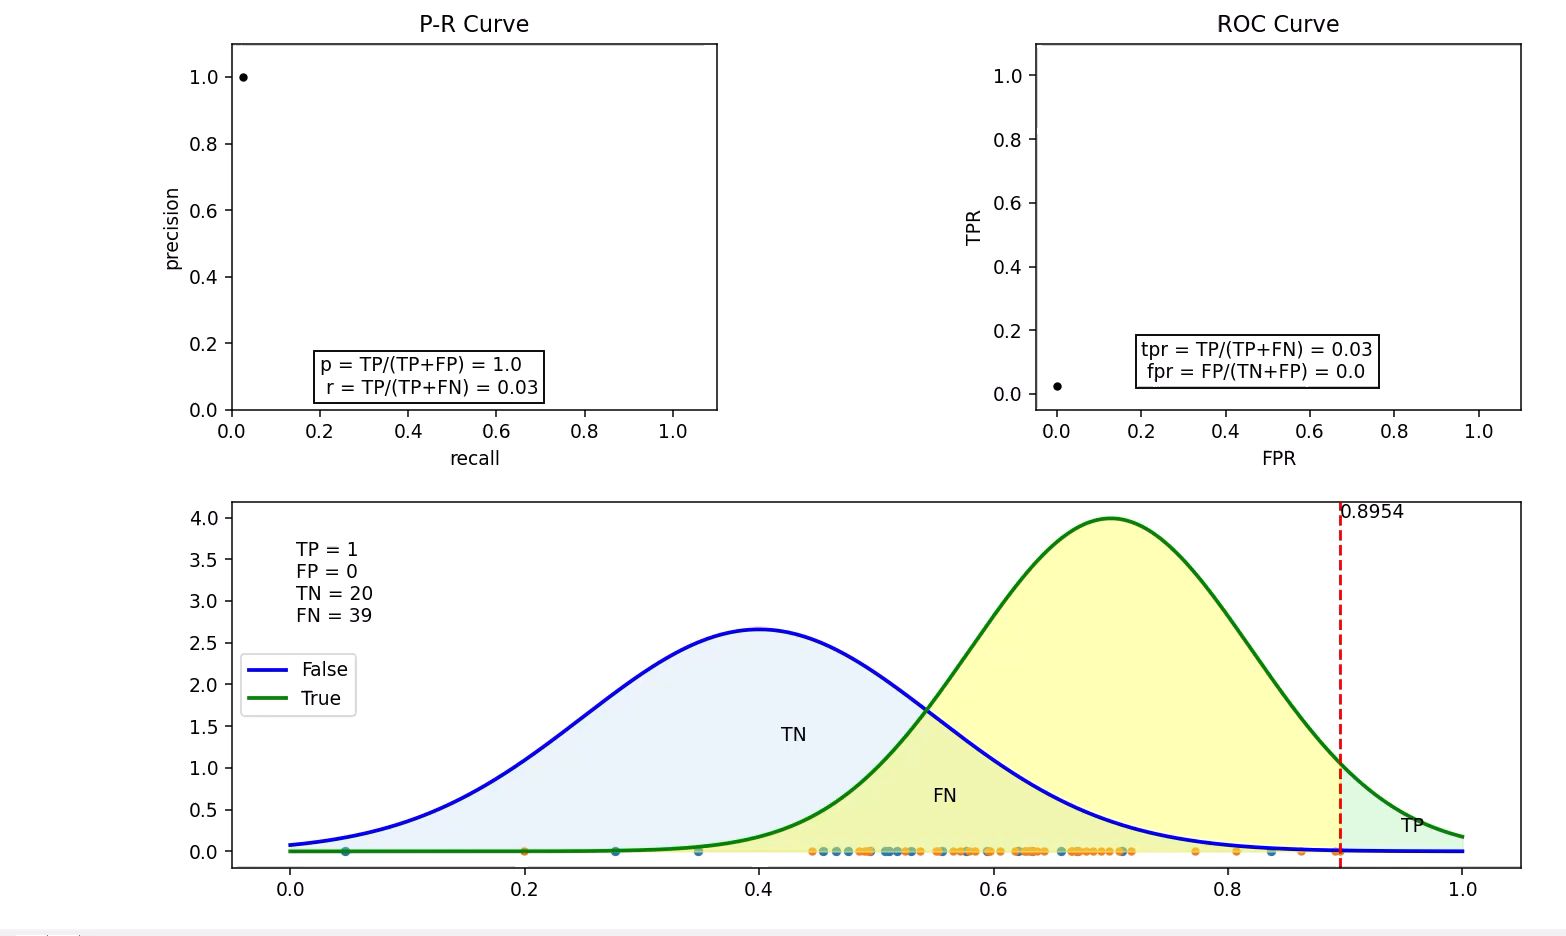 P-R Curve
1.0
0.8
0.6
0.4
0.2
0.0
precision
p = TP/(TP+FP) = 1.0
r = TP/(TP+FN) = 0.03
0.0 0.2 0.4 0.6 0.8 1.0
recall
ROC Curve
1.0
0.8
0.6
0.4
0.2
0.0
TPR
tpr = TP/(TP+FN) = 0.03
fpr = FP/(TN+FP) = 0.0
0.0 0.2 0.4 0.6 0.8 1.0
FPR
4.0
3.5
3.0
2.5
2.0
1.5
1.0
0.5
0.0
0.8954
TP = 1
FP = 0
TN = 20
FN = 39
False
True
TN
FN
TP
0.0 0.2 0.4 0.6 0.8 1.0